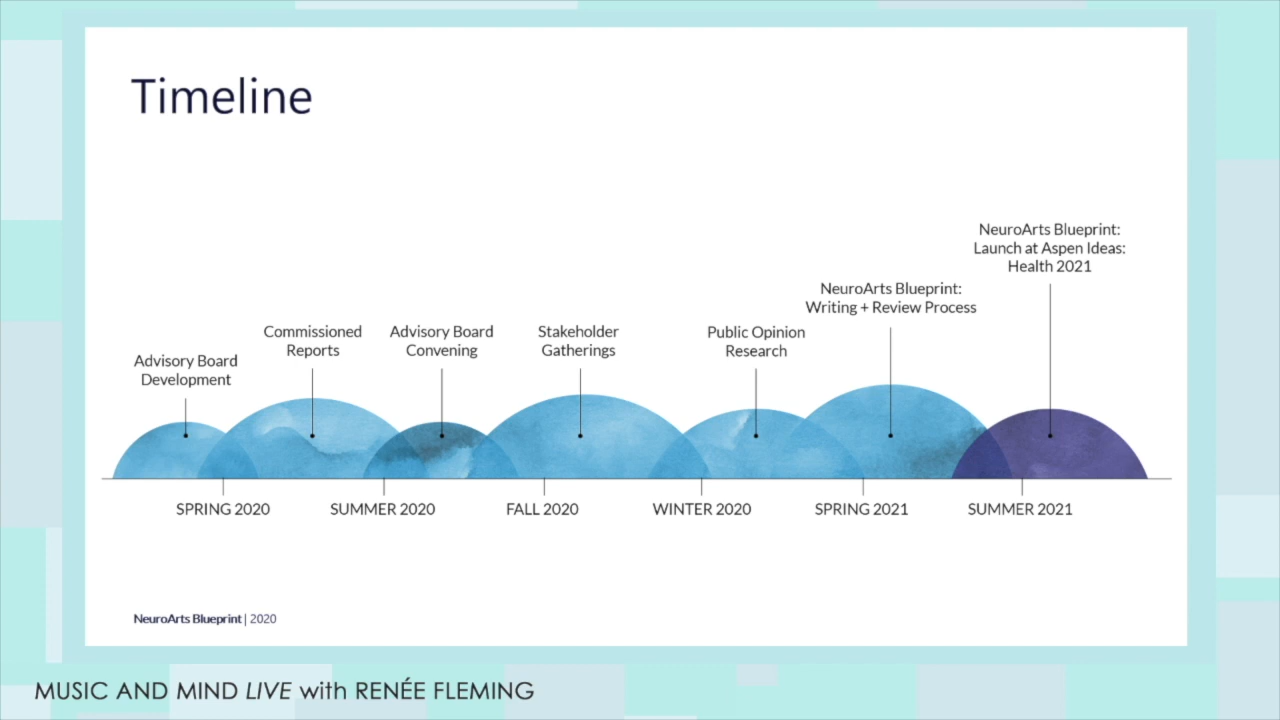 Timeline
NeuroArts Blueprint:
Launch at Aspen Ideas:
Health 2021
NeuroArts Blueprint:
Writing + Review Process
Commissioned
Reports
Advisory Board
Convening
Stakeholder
Gatherings
Public Opinion
Research
Advisory Board
Development
SPRING 2020
SUMMER 2020
FALL 2020
WINTER 2020
SPRING 2021
SUMMER 2021
NeuroArts Blueprint | 2020
MUSIC AND MIND LIVE with RENÉE FLEMING